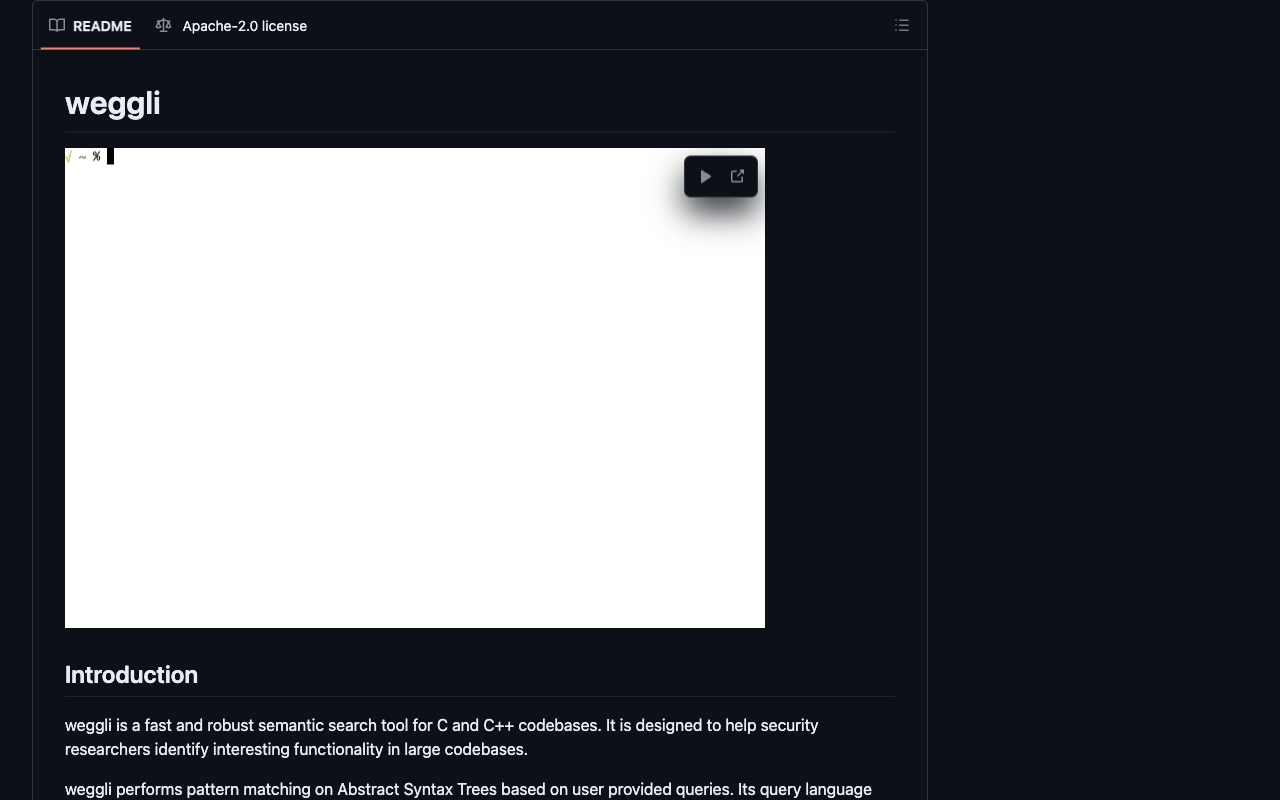 README
Apache-2.0 license
weggli
√ ~ %
Introduction
weggli is a fast and robust semantic search tool for C and C++ codebases. It is designed to help security
researchers identify interesting functionality in large codebases.
weggli performs pattern matching on Abstract Syntax Trees based on user provided queries. Its query language